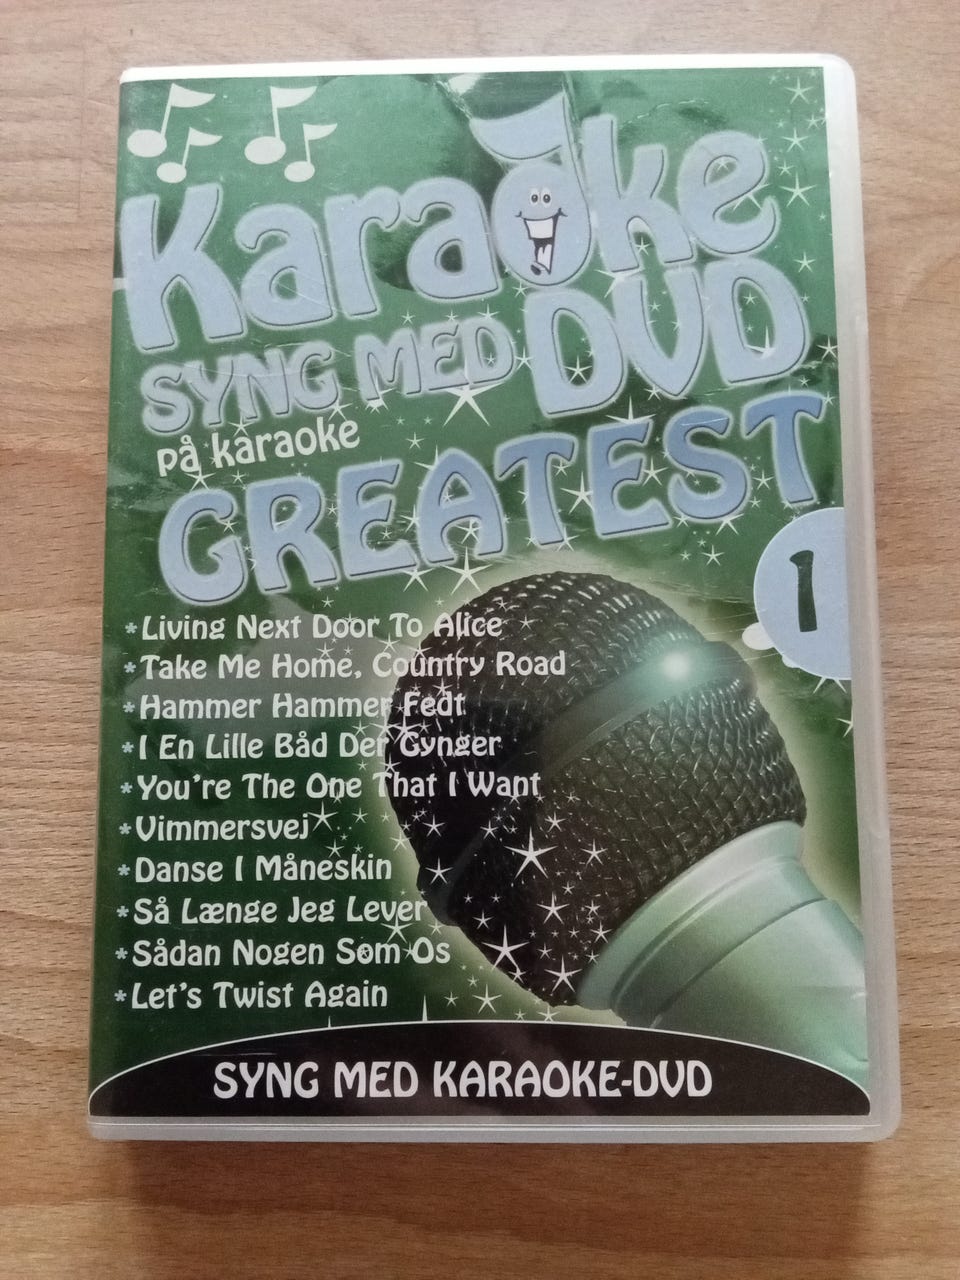 Karaoke
SYNG MED DVD
på karaoke
GREATEST
1
*Living Next Door To Alice
*Take Me Home, Country Road
*Hammer Hammer Fedt
*I En Lille Båd Der Gynger
*You're The One That I Want
*Vimmersvej
*Danse I Måneskin
*Så Længe Jeg Lever
*Sådan Nogen Som Os
*Let's Twist Again
SYNG MED KARAOKE-DVD